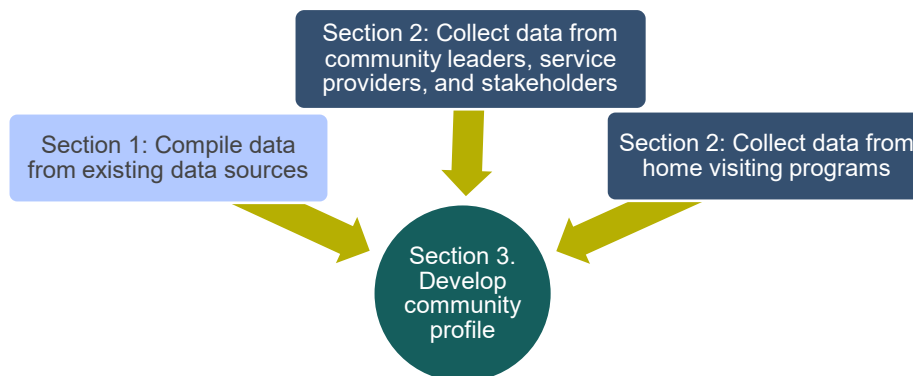 Section 2: Collect data from
community leaders, service
providers, and stakeholders
Section 1: Compile data
from existing data sources
Section 2: Collect data from
home visiting programs
Section 3.
Develop
community
profile